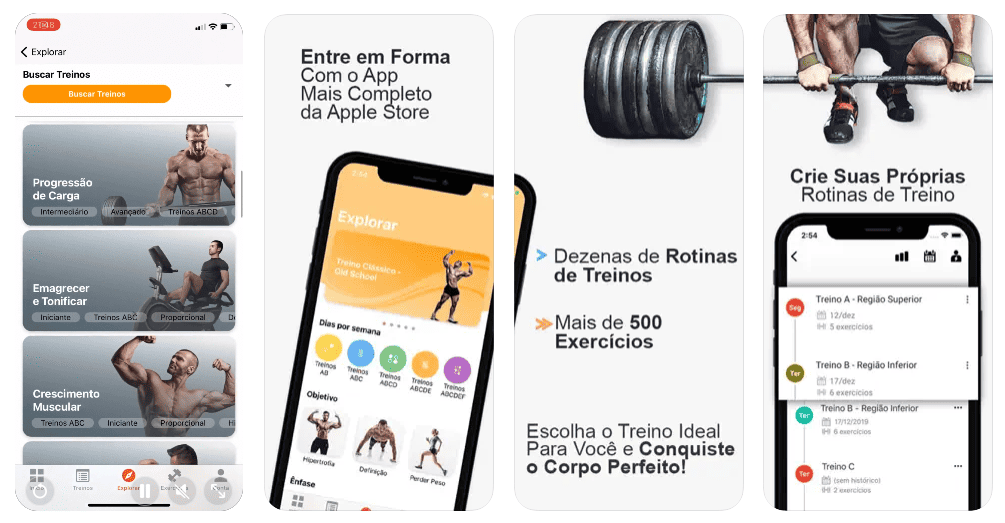 21:18
Explorar
Buscar Treinos
Buscar Treinos
Progressão
de Carga
Intermediário Avançado Treinos ABCD
Emagrecer
e Tonificar
Iniciante Treinos ABC Proporcional
Crescimento
Muscular
Treinos ABC Iniciante Proporcional
Treinos Explorar
Entre em Forma
Com o App
Mais Completo
da Apple Store
2:54
Explorar
Treino Clássico -
Old School
Dias por semana
Treinos
AB
Treinos
ABC
Treinos
ABCD
Treinos
ABCDE
Treinos
ABCDEF
Objetivo
Hipertrofia
Definição
Perder Peso
Ênfase
Dezenas de Rotinas
de Treinos
Mais de 500
Exercícios
Escolha o Treino Ideal
Para Você e Conquiste
o Corpo Perfeito!
Crie Suas Próprias
Rotinas de Treino
2:54
Seg
Treino A - Região Superior
12/dez
5 exercícios
Ter
Treino B - Região Inferior
17/dez
6 exercícios
Ter
Treino B - Região Inferior
17/12/2019
6 exercícios
Ter
Treino C
(sem histórico)
2 exercícios